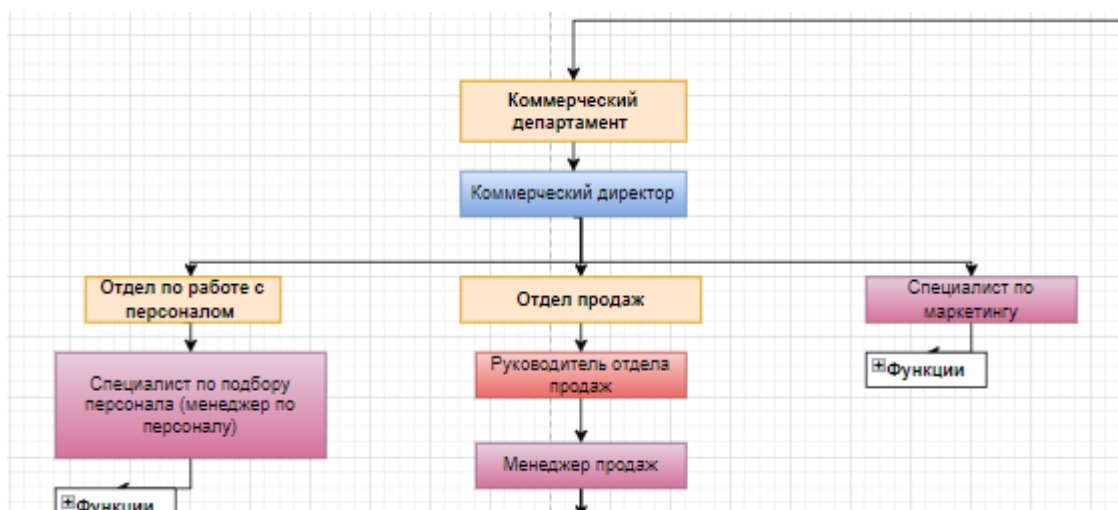 Коммерческий
департамент
Коммерческий директор
Отдел по работе с
персоналом
Отдел продаж
Специалист по
маркетингу
Специалист по подбору
персонала (менеджер по
персоналу)
Руководитель отдела
продаж
Функции
Менеджер продаж
Функции